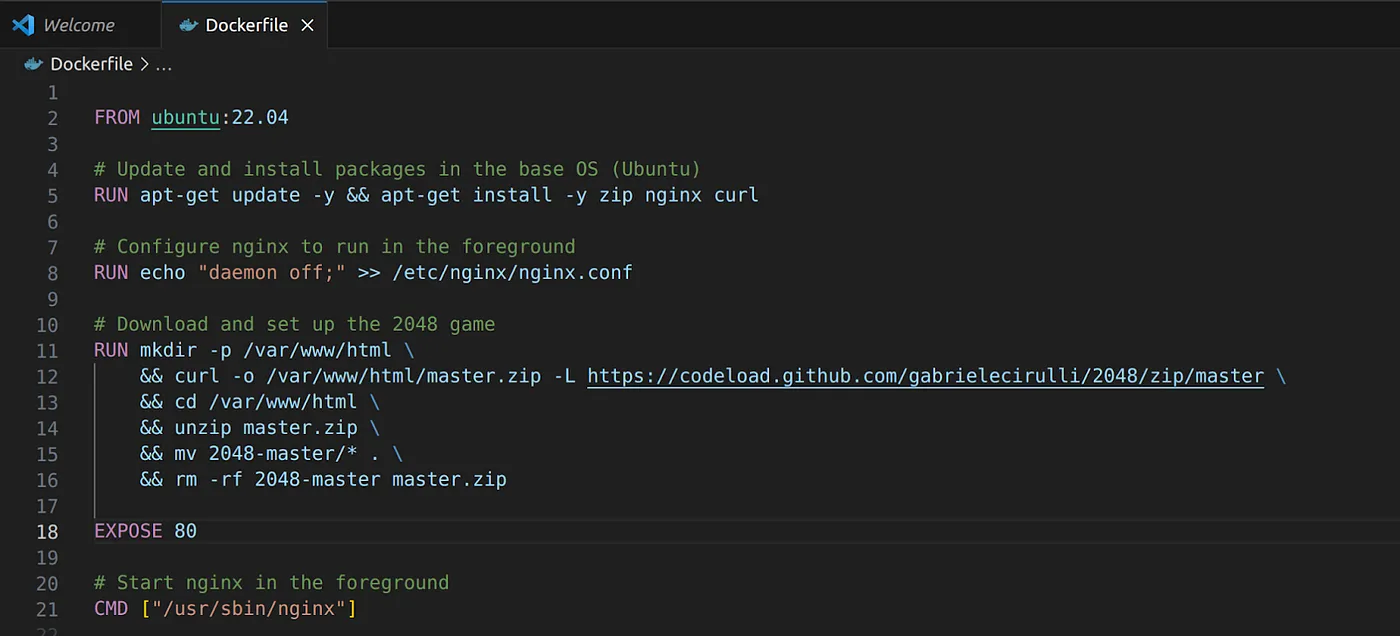 Welcome
Dockerfile
Dockerfile > ...
1
2 FROM ubuntu:22.04
3
4 # Update and install packages in the base OS (Ubuntu)
5 RUN apt-get update -y && apt-get install -y zip nginx curl
6
7 # Configure nginx to run in the foreground
8 RUN echo "daemon off;" >> /etc/nginx/nginx.conf
9
10 # Download and set up the 2048 game
11 RUN mkdir -p /var/www/html \
12 && curl -o /var/www/html/master.zip -L https://codeload.github.com/gabrielecirulli/2048/zip/master \
13 && cd /var/www/html \
14 && unzip master.zip \
15 && mv 2048-master/* . \
16 && rm -rf 2048-master master.zip
17
18 EXPOSE 80
19
20 # Start nginx in the foreground
21 CMD ["/usr/sbin/nginx"]
22